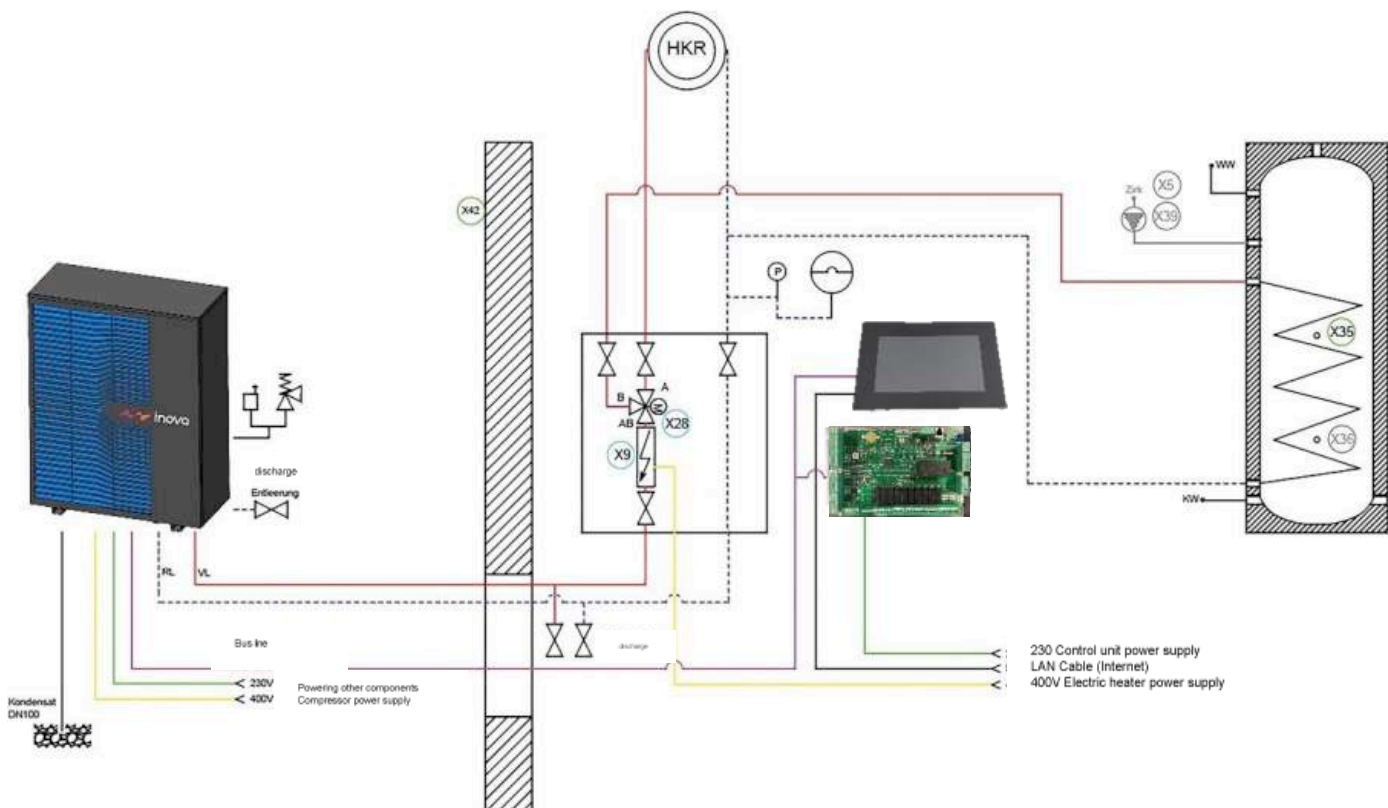 HKR
WW
Zirk
X5
X39
X42
P
X35
A
B
M
AB
X28
X9
X36
KW
inova
discharge
Entleerung
RL
VL
Bus line
discharge
230V
400V
Powering other components
Compressor power supply
230 Control unit power supply
LAN Cable (Internet)
400V Electric heater power supply
Kondensat
DN100